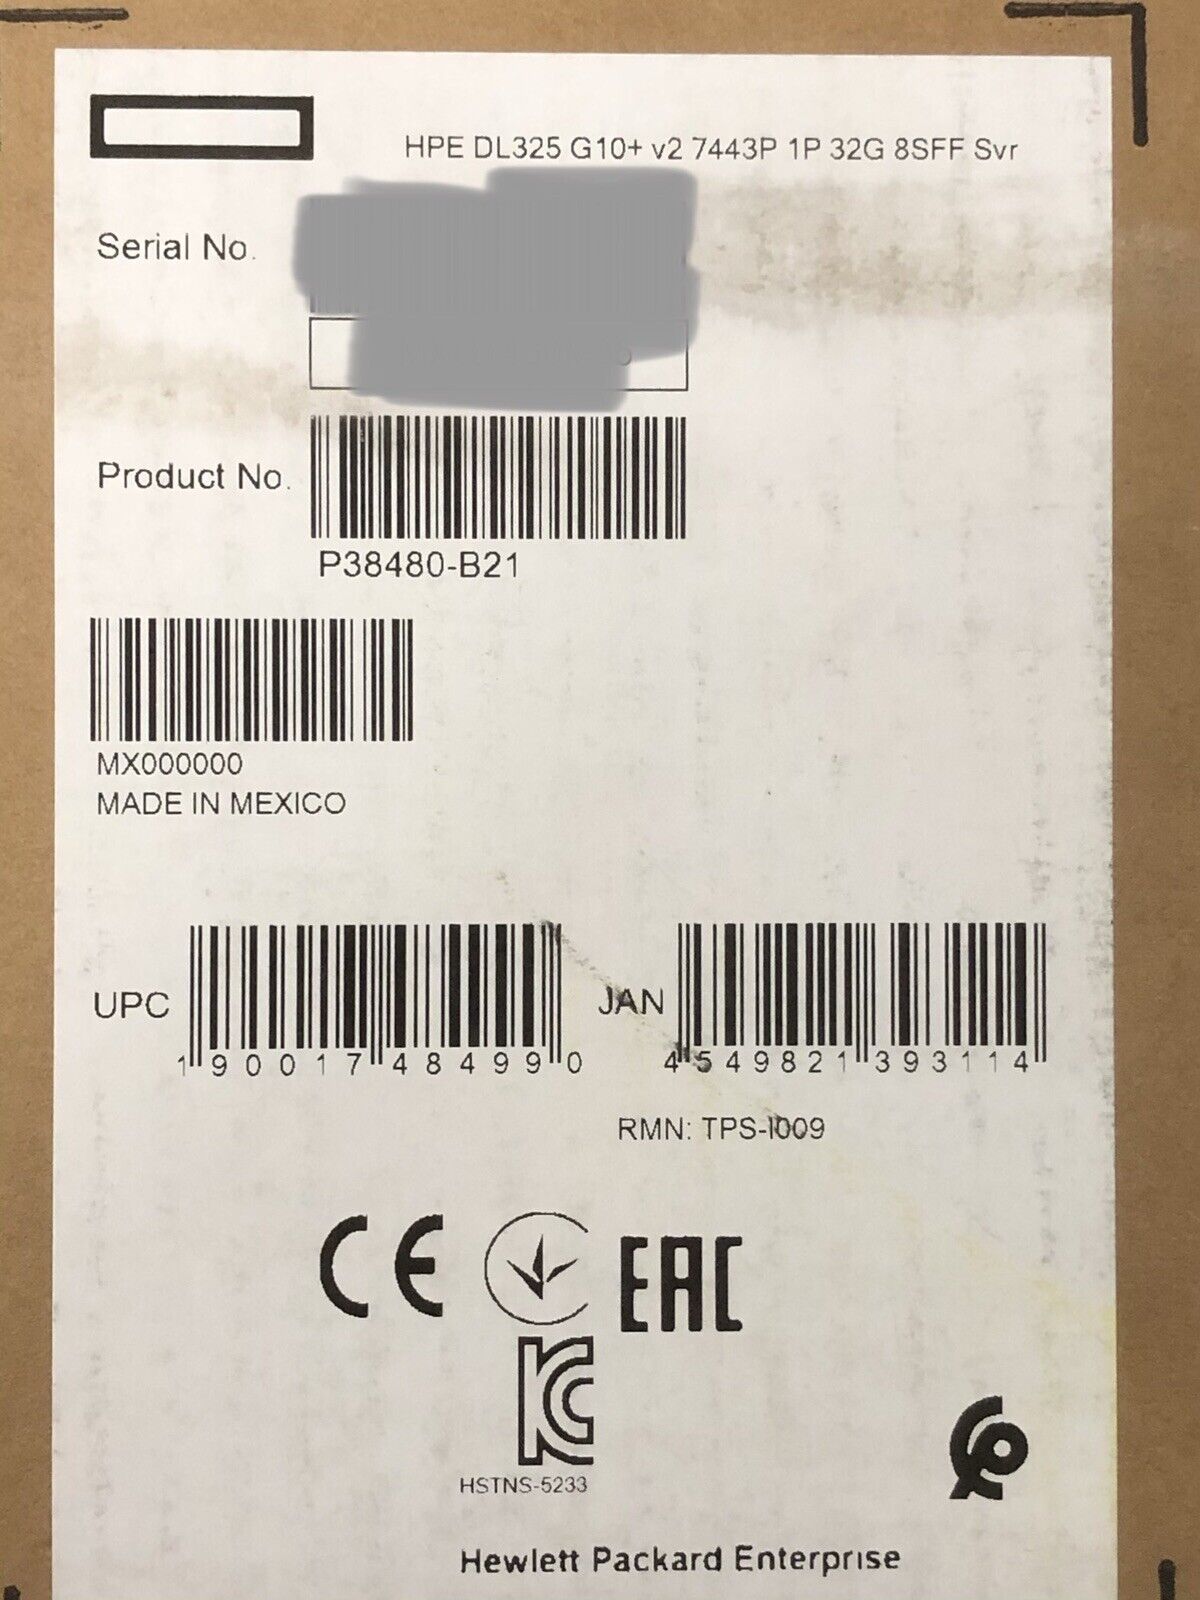 HPE DL325 G10+ v2 7443P 1P 32G 8SFF Svr
Serial No.
Product No.
P38480-B21
MX000000
MADE IN MEXICO
UPC
1 90017 48499 0
JAN
4 549821 393114
RMN: TPS-I009
CE
EAC
KC
HSTNS-5233
Hewlett Packard Enterprise